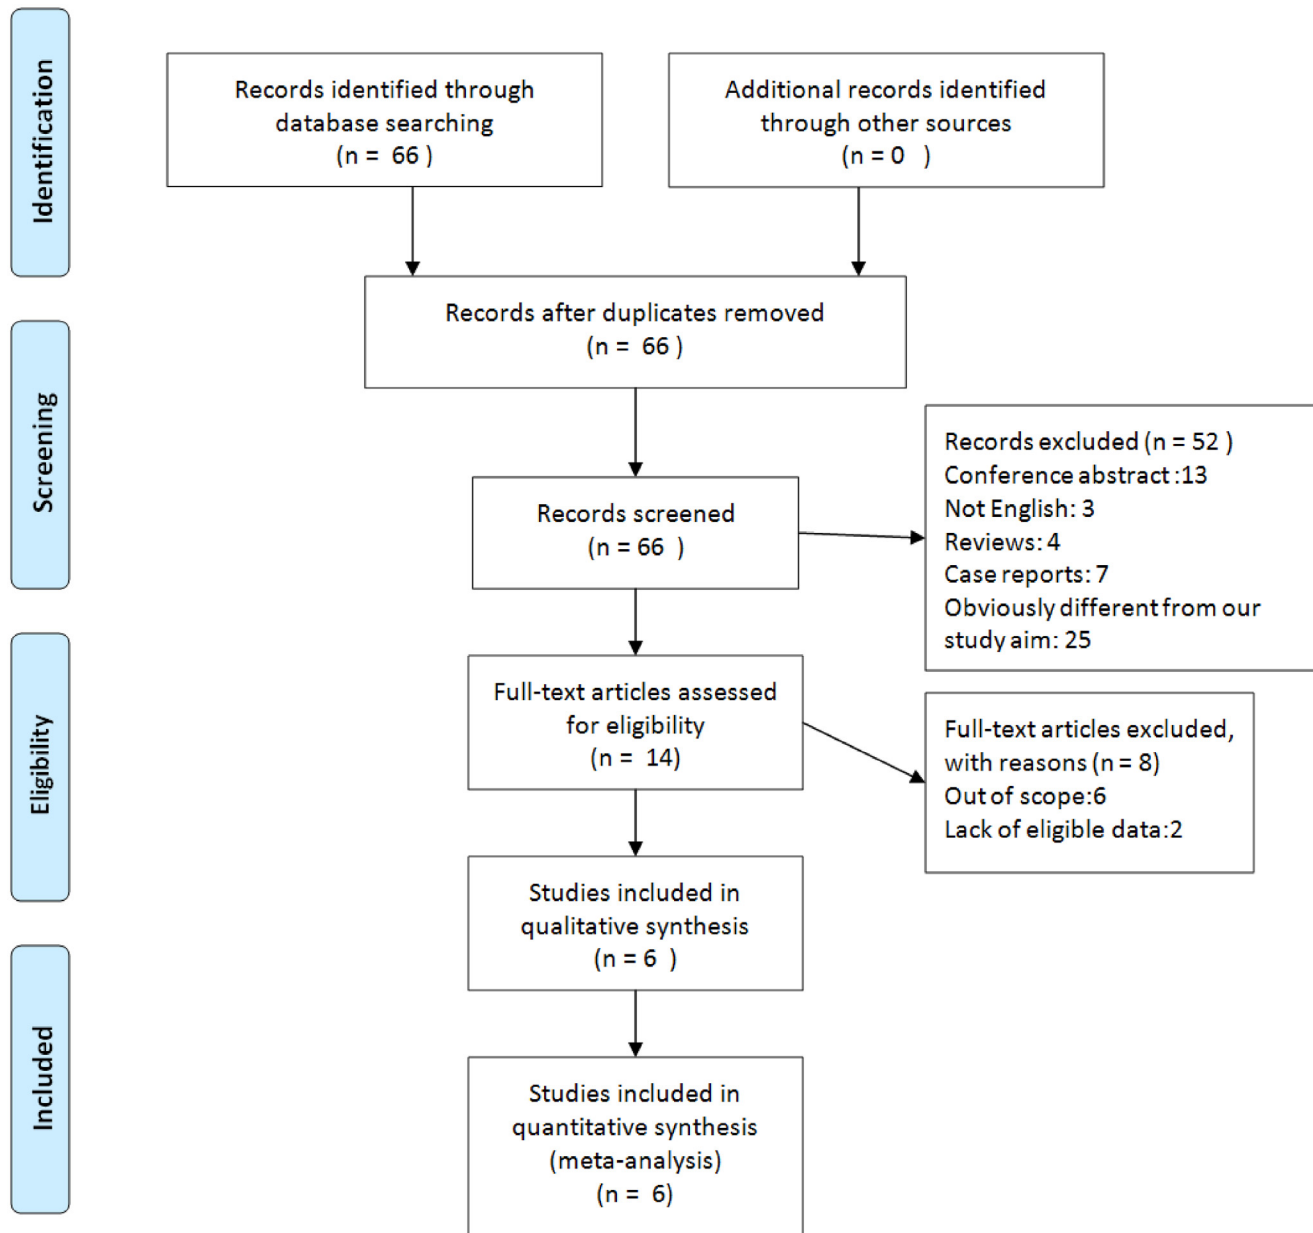 Identification
Records identified through
database searching
(n = 66 )
Additional records identified
through other sources
(n = 0 )
Records after duplicates removed
(n = 66 )
Screening
Records screened
(n = 66 )
Records excluded (n = 52 )
Conference abstract :13
Not English: 3
Reviews: 4
Case reports: 7
Obviously different from our
study aim: 25
Eligibility
Full-text articles assessed
for eligibility
(n = 14)
Full-text articles excluded,
with reasons (n = 8)
Out of scope:6
Lack of eligible data:2
Studies included in
qualitative synthesis
(n = 6 )
Included
Studies included in
quantitative synthesis
(meta-analysis)
(n = 6)